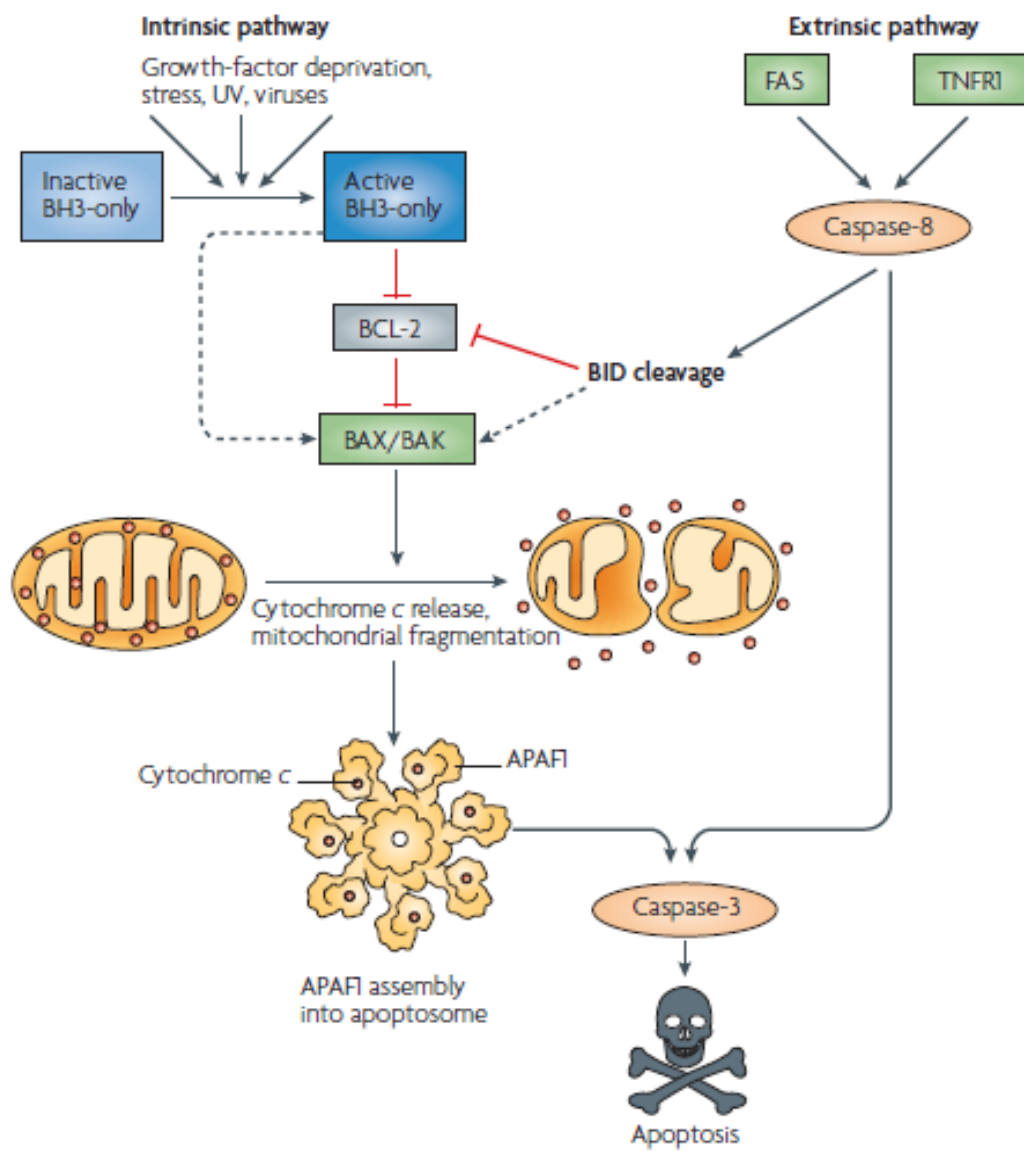 Intrinsic pathway
Extrinsic pathway
Growth-factor deprivation,
stress, UV, viruses
FAS
TNFR1
Inactive
BH3-only
Active
BH3-only
Caspase-8
BCL-2
BID cleavage
BAX/BAK
Cytochrome c release,
mitochondrial fragmentation
Cytochrome c
APAF1
Caspase-3
APAF1 assembly
into apoptosome
Apoptosis